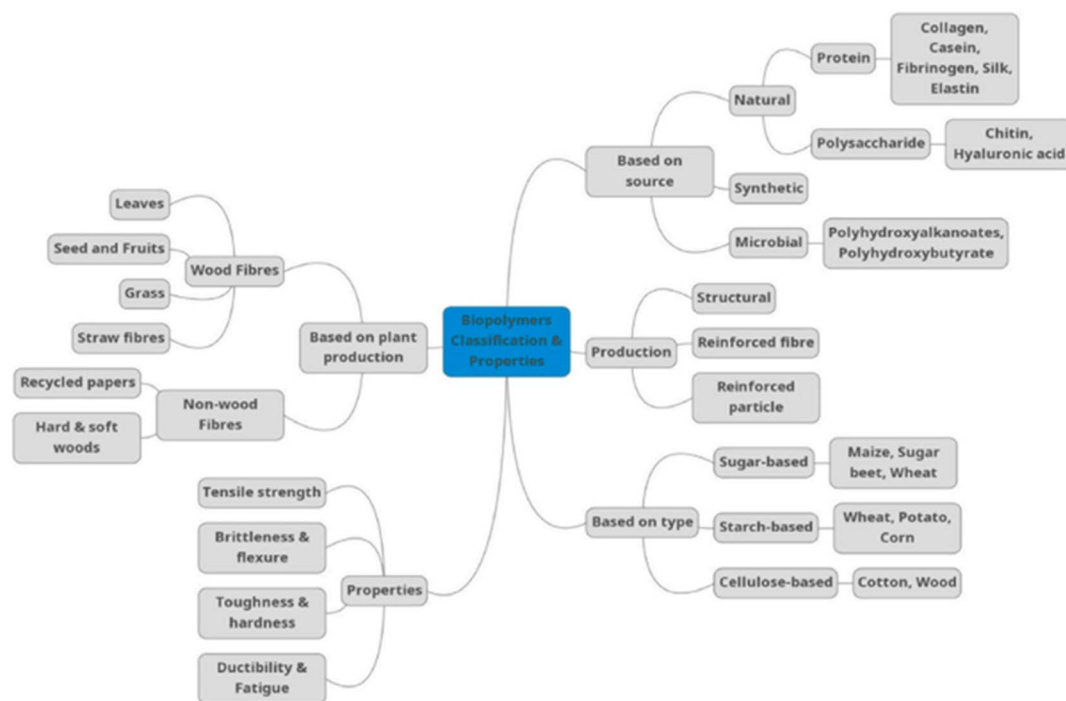 Biopolymers
Classification &
Properties
Based on
source
Natural
Protein
Collagen,
Casein,
Fibrinogen, Silk,
Elastin
Polysaccharide
Chitin,
Hyaluronic acid
Synthetic
Microbial
Polyhydroxyalkanoates,
Polyhydroxybutyrate
Production
Structural
Reinforced fibre
Reinforced
particle
Based on type
Sugar-based
Maize, Sugar
beet, Wheat
Starch-based
Wheat, Potato,
Corn
Cellulose-based
Cotton, Wood
Based on plant
production
Wood Fibres
Leaves
Seed and Fruits
Grass
Straw fibres
Non-wood
Fibres
Recycled papers
Hard & soft
woods
Properties
Tensile strength
Brittleness &
flexure
Toughness &
hardness
Ductibility &
Fatigue